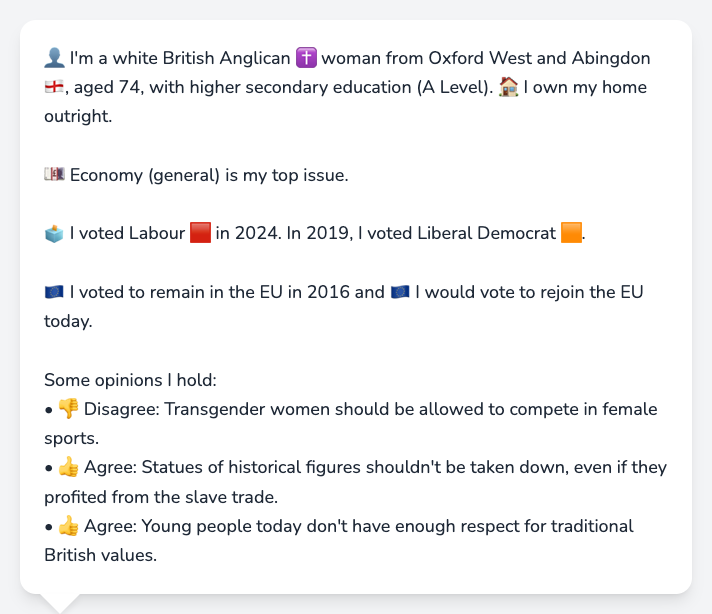 👤 I'm a white British Anglican ✝️ woman from Oxford West and Abingdon
🏴󠁧󠁢󠁥󠁮󠁧󠁿, aged 74, with higher secondary education (A Level). 🏠 I own my home
outright.
💷 Economy (general) is my top issue.
🗳️ I voted Labour 🟥 in 2024. In 2019, I voted Liberal Democrat 🟧.
🇪🇺 I voted to remain in the EU in 2016 and 🇪🇺 I would vote to rejoin the EU
today.
Some opinions I hold:
• 👎 Disagree: Transgender women should be allowed to compete in female
sports.
• 👍 Agree: Statues of historical figures shouldn't be taken down, even if they
profited from the slave trade.
• 👍 Agree: Young people today don't have enough respect for traditional
British values.